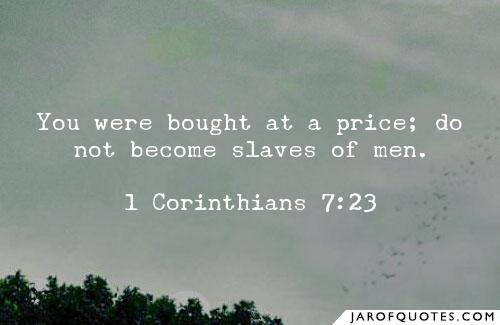 You were bought at a price; do
not become slaves of men.
1 Corinthians 7:23
JAROFQUOTES.COM